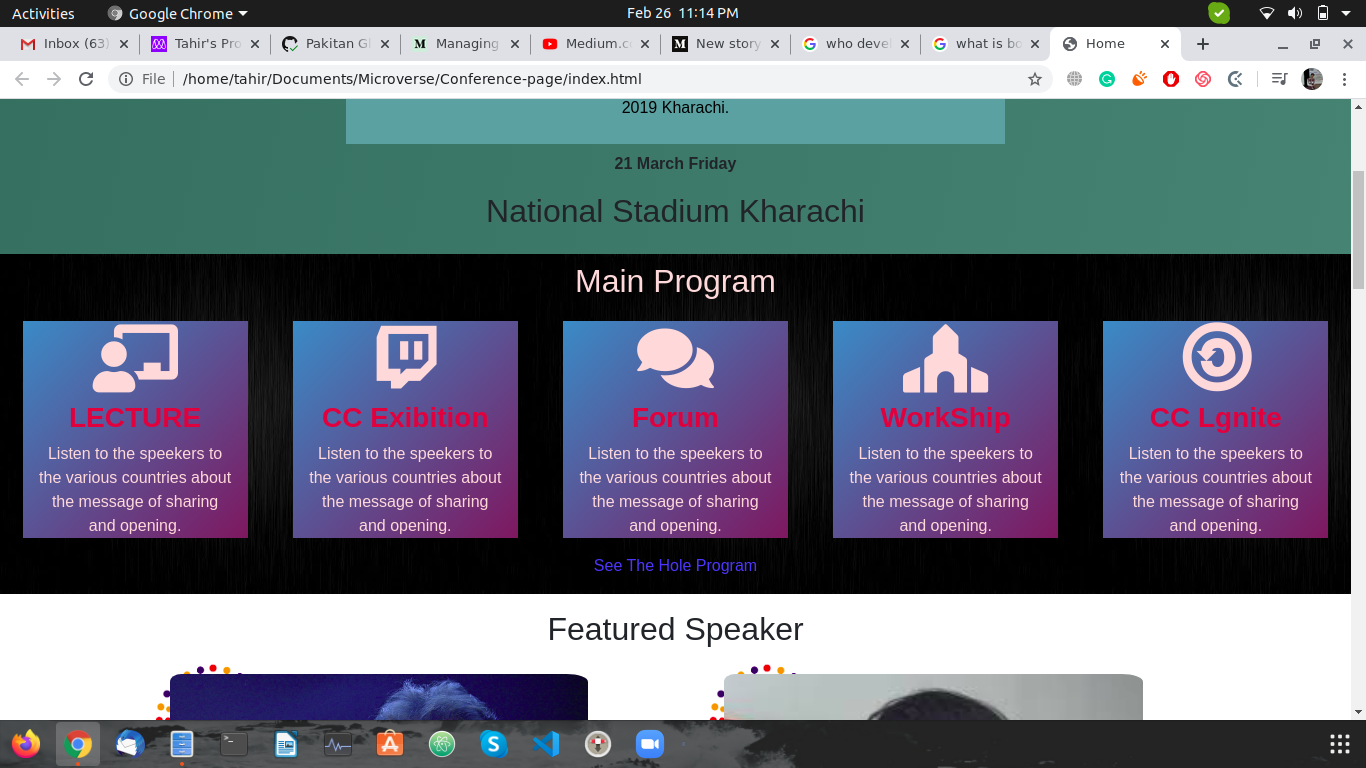 Activities Google Chrome Feb 26 11:14 PM
Inbox (63) Tahir's Pro Pakitan Gl Managing Medium.c New story who devel what is bo Home
File /home/tahir/Documents/Microverse/Conference-page/index.html
2019 Kharachi.
21 March Friday
National Stadium Kharachi
Main Program
LECTURE
Listen to the speekers to
the various countries about
the message of sharing
and opening.
CC Exibition
Listen to the speekers to
the various countries about
the message of sharing
and opening.
Forum
Listen to the speekers to
the various countries about
the message of sharing
and opening.
WorkShip
Listen to the speekers to
the various countries about
the message of sharing
and opening.
CC Lgnite
Listen to the speekers to
the various countries about
the message of sharing
and opening.
See The Hole Program
Featured Speaker